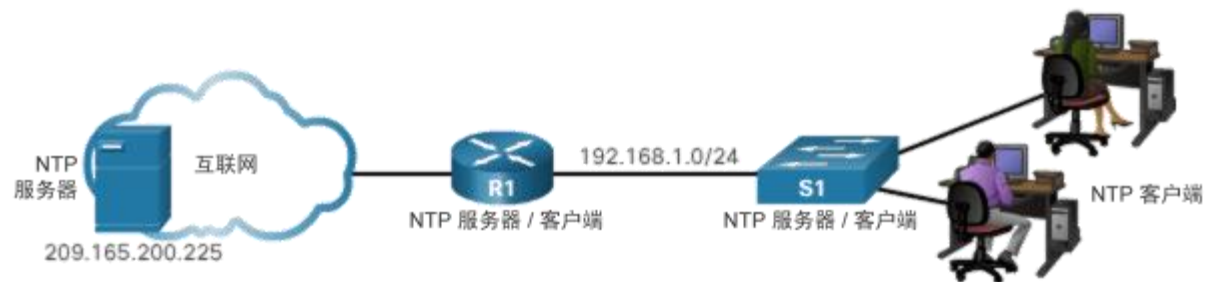 NTP
服务器
209.165.200.225
互联网
R1
NTP 服务器 / 客户端
192.168.1.0/24
S1
NTP 服务器 / 客户端
NTP 客户端